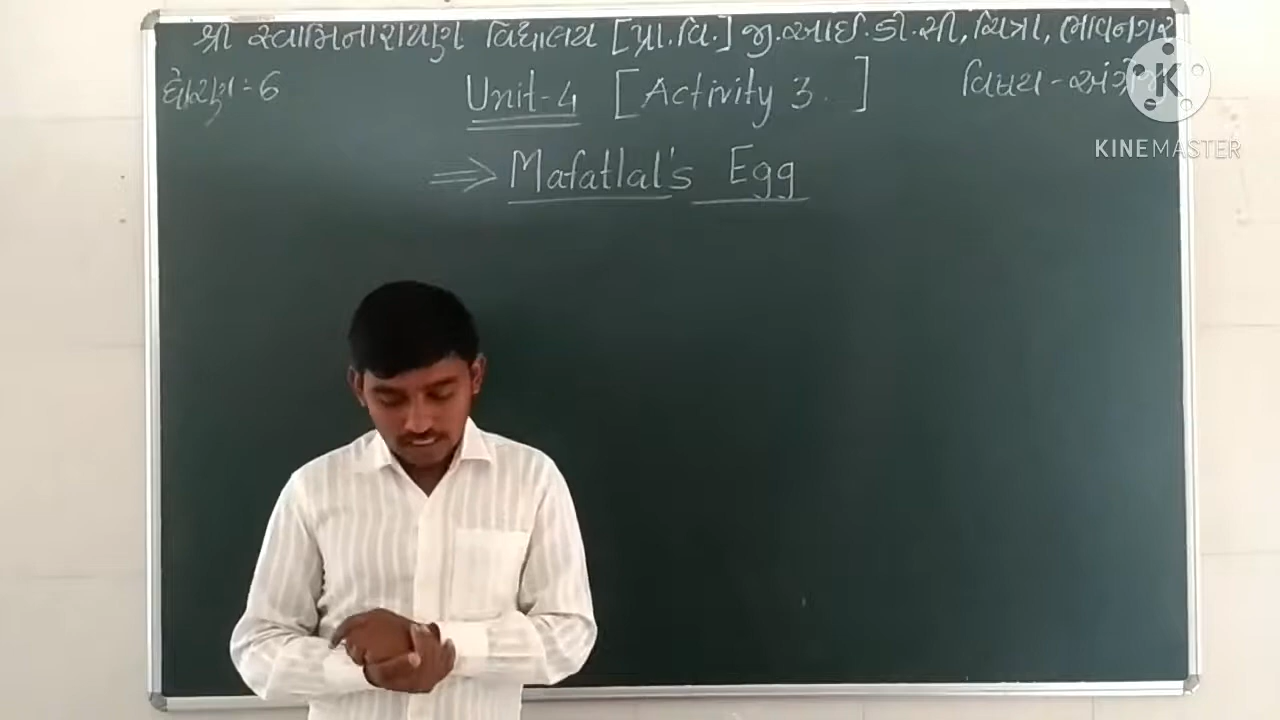 શ્રી સ્વામિનારાયણ વિદ્યાલય [પ્રા.વિ.] જી.આઈ.ડી.સી, ચિત્રા, ભાવનગર
ધોરણ:- 6
Unit-4 [Activity 3. ]
વિષય - અંગ્રેજી
K
KINEMASTER
⇒ Mafatlal's Egg